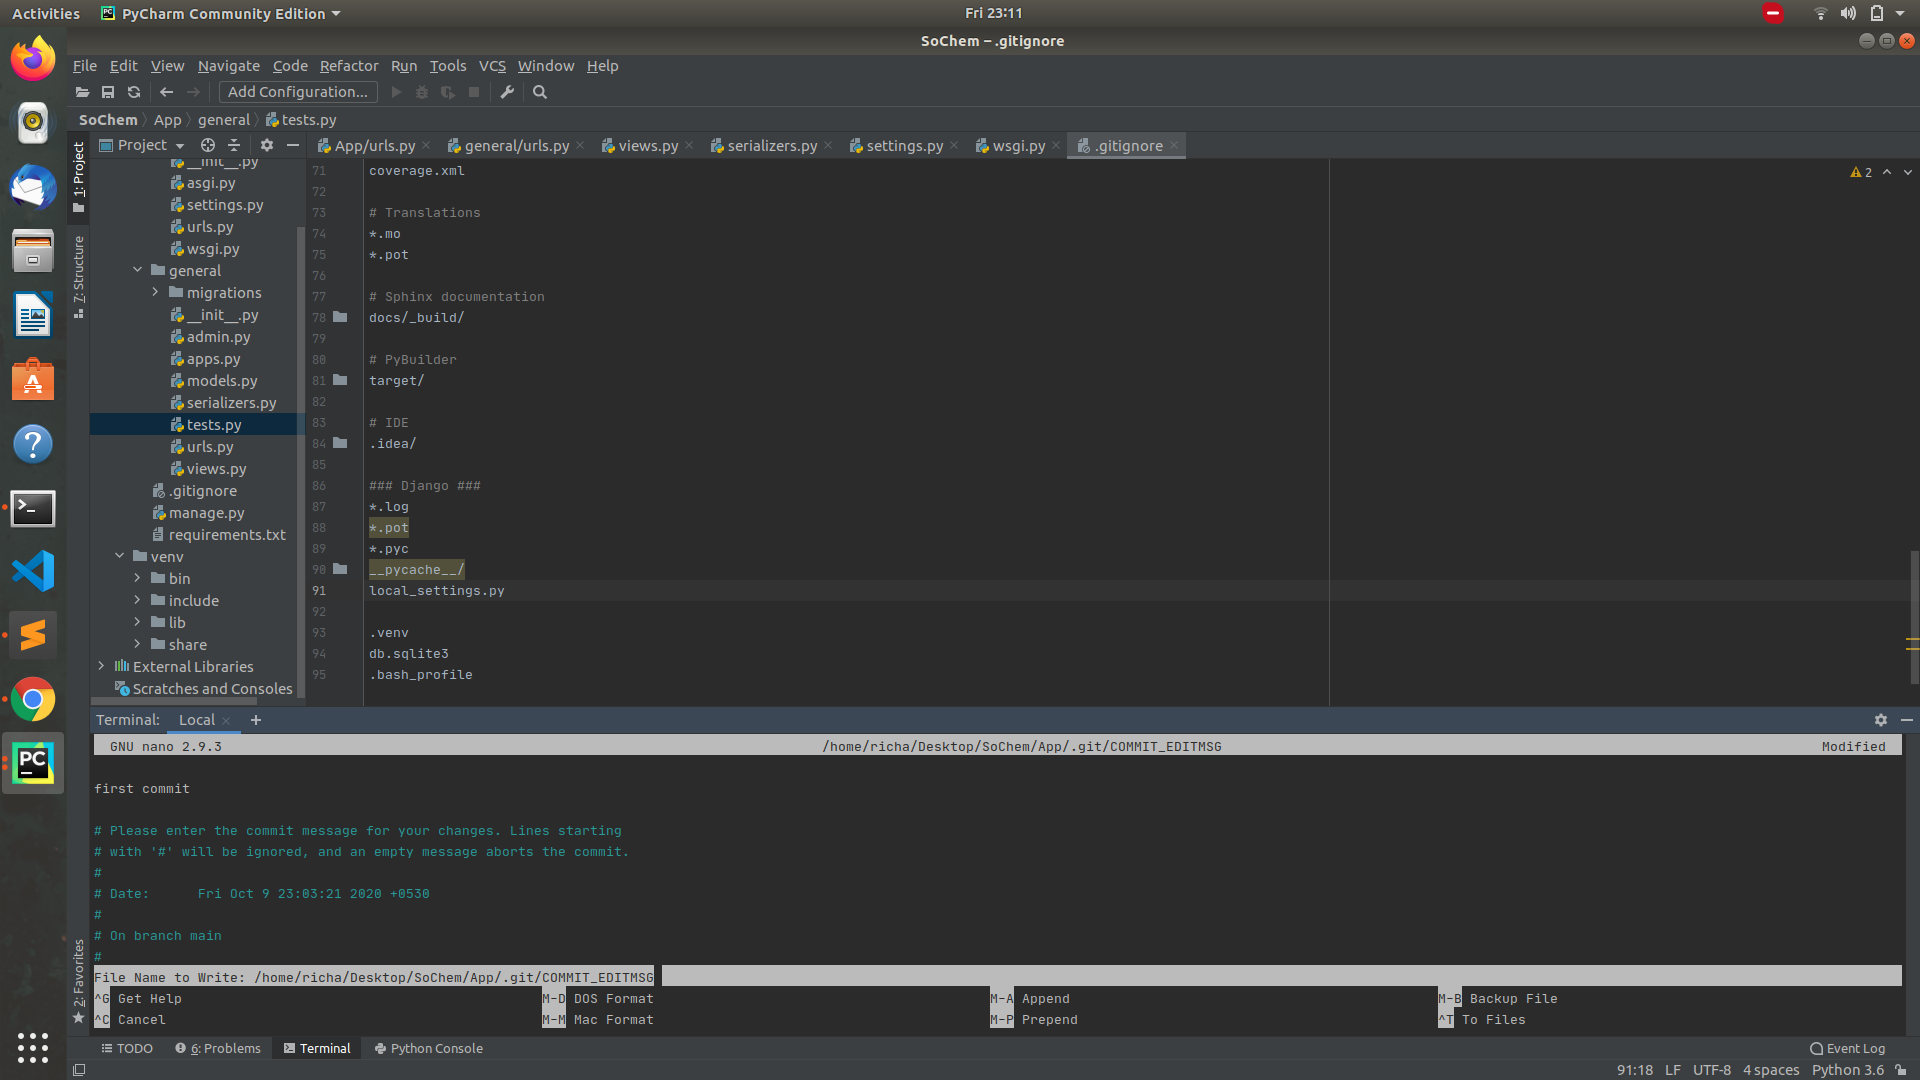 Activities
PyCharm Community Edition
Fri 23:11
SoChem – .gitignore
File Edit View Navigate Code Refactor Run Tools VCS Window Help
Add Configuration...
SoChem App general tests.py
Project
App/urls.py general/urls.py views.py serializers.py settings.py wsgi.py .gitignore
1: Project
7: Structure
2: Favorites
__init__.py
asgi.py
settings.py
urls.py
wsgi.py
general
migrations
__init__.py
admin.py
apps.py
models.py
serializers.py
tests.py
urls.py
views.py
.gitignore
manage.py
requirements.txt
venv
bin
include
lib
share
External Libraries
Scratches and Consoles
2
71 coverage.xml
72
73 # Translations
74 *.mo
75 *.pot
76
77 # Sphinx documentation
78 docs/_build/
79
80 # PyBuilder
81 target/
82
83 # IDE
84 .idea/
85
86 ### Django ###
87 *.log
88 *.pot
89 *.pyc
90 __pycache__/
91 local_settings.py
92
93 .venv
94 db.sqlite3
95 .bash_profile
Terminal: Local +
GNU nano 2.9.3 /home/richa/Desktop/SoChem/App/.git/COMMIT_EDITMSG Modified
first commit
# Please enter the commit message for your changes. Lines starting
# with '#' will be ignored, and an empty message aborts the commit.
#
# Date: Fri Oct 9 23:03:21 2020 +0530
#
# On branch main
#
File Name to Write: /home/richa/Desktop/SoChem/App/.git/COMMIT_EDITMSG
^G Get Help M-D DOS Format M-A Append M-B Backup File
^C Cancel M-M Mac Format M-P Prepend ^T To Files
TODO 6: Problems Terminal Python Console Event Log
91:18 LF UTF-8 4 spaces Python 3.6